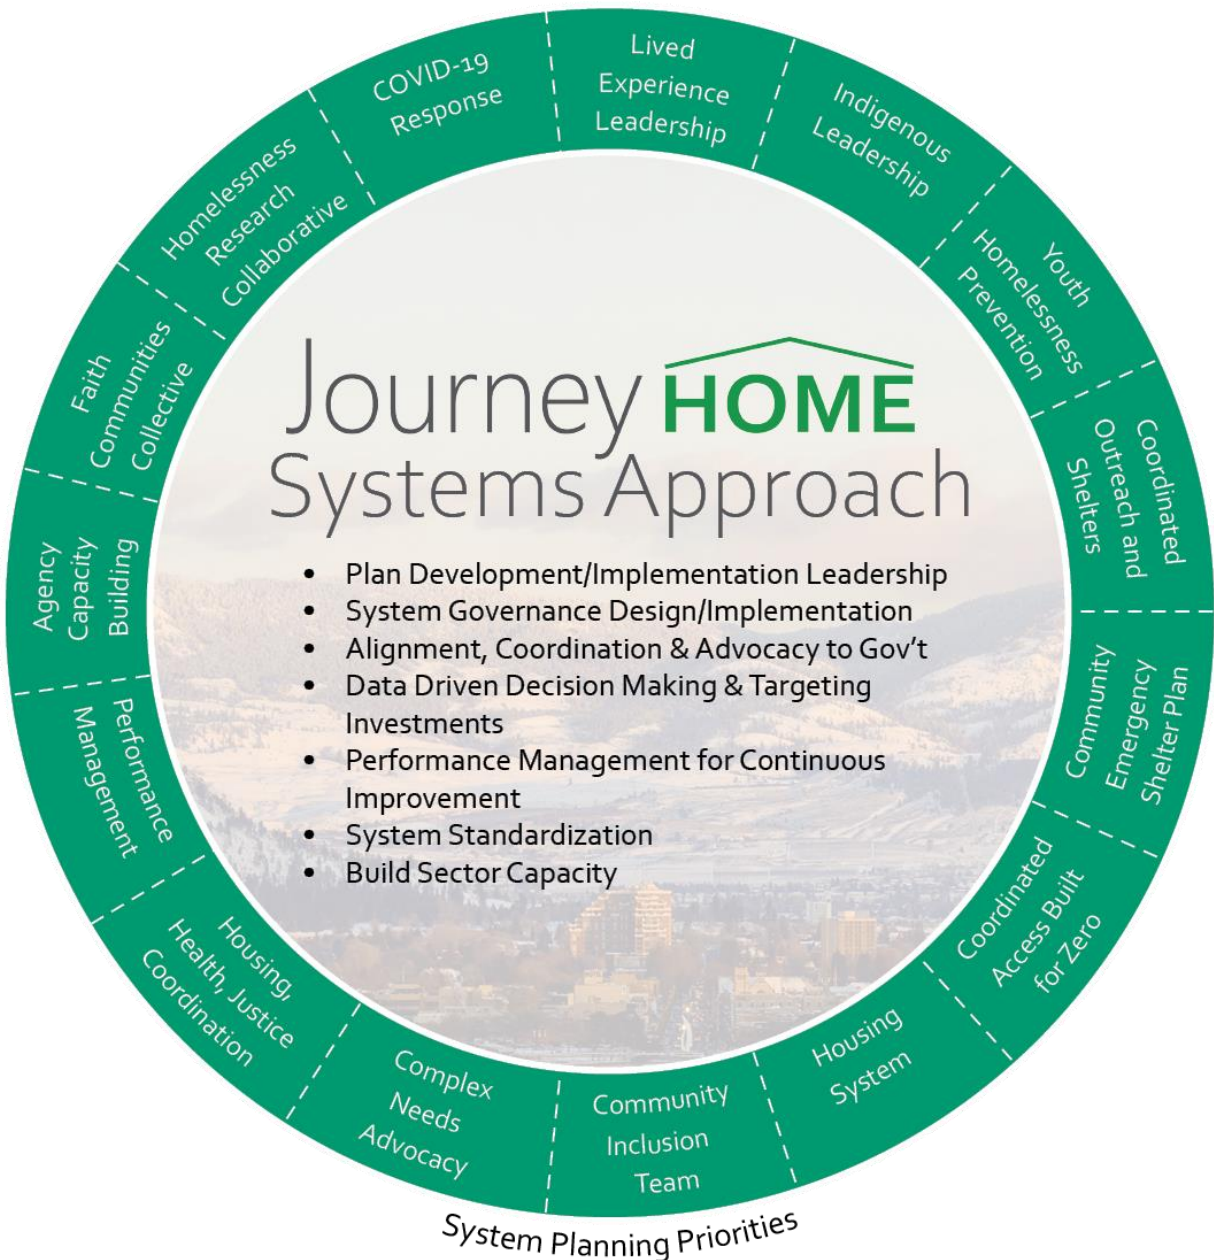 Lived
Experience
Leadership
Indigenous
Leadership
Youth
Homelessness
Prevention
Coordinated
Outreach and
Shelters
Community
Emergency
Shelter Plan
Coordinated
Access Built
for Zero
Housing
System
Community
Inclusion
Team
Complex
Needs
Advocacy
Housing,
Health, Justice
Coordination
Performance
Management
Agency
Capacity
Building
Faith
Communities
Collective
Homelessness
Research
Collaborative
COVID-19
Response
Journey HOME
Systems Approach
• Plan Development/Implementation Leadership
• System Governance Design/Implementation
• Alignment, Coordination & Advocacy to Gov't
• Data Driven Decision Making & Targeting
Investments
• Performance Management for Continuous
Improvement
• System Standardization
• Build Sector Capacity
System Planning Priorities